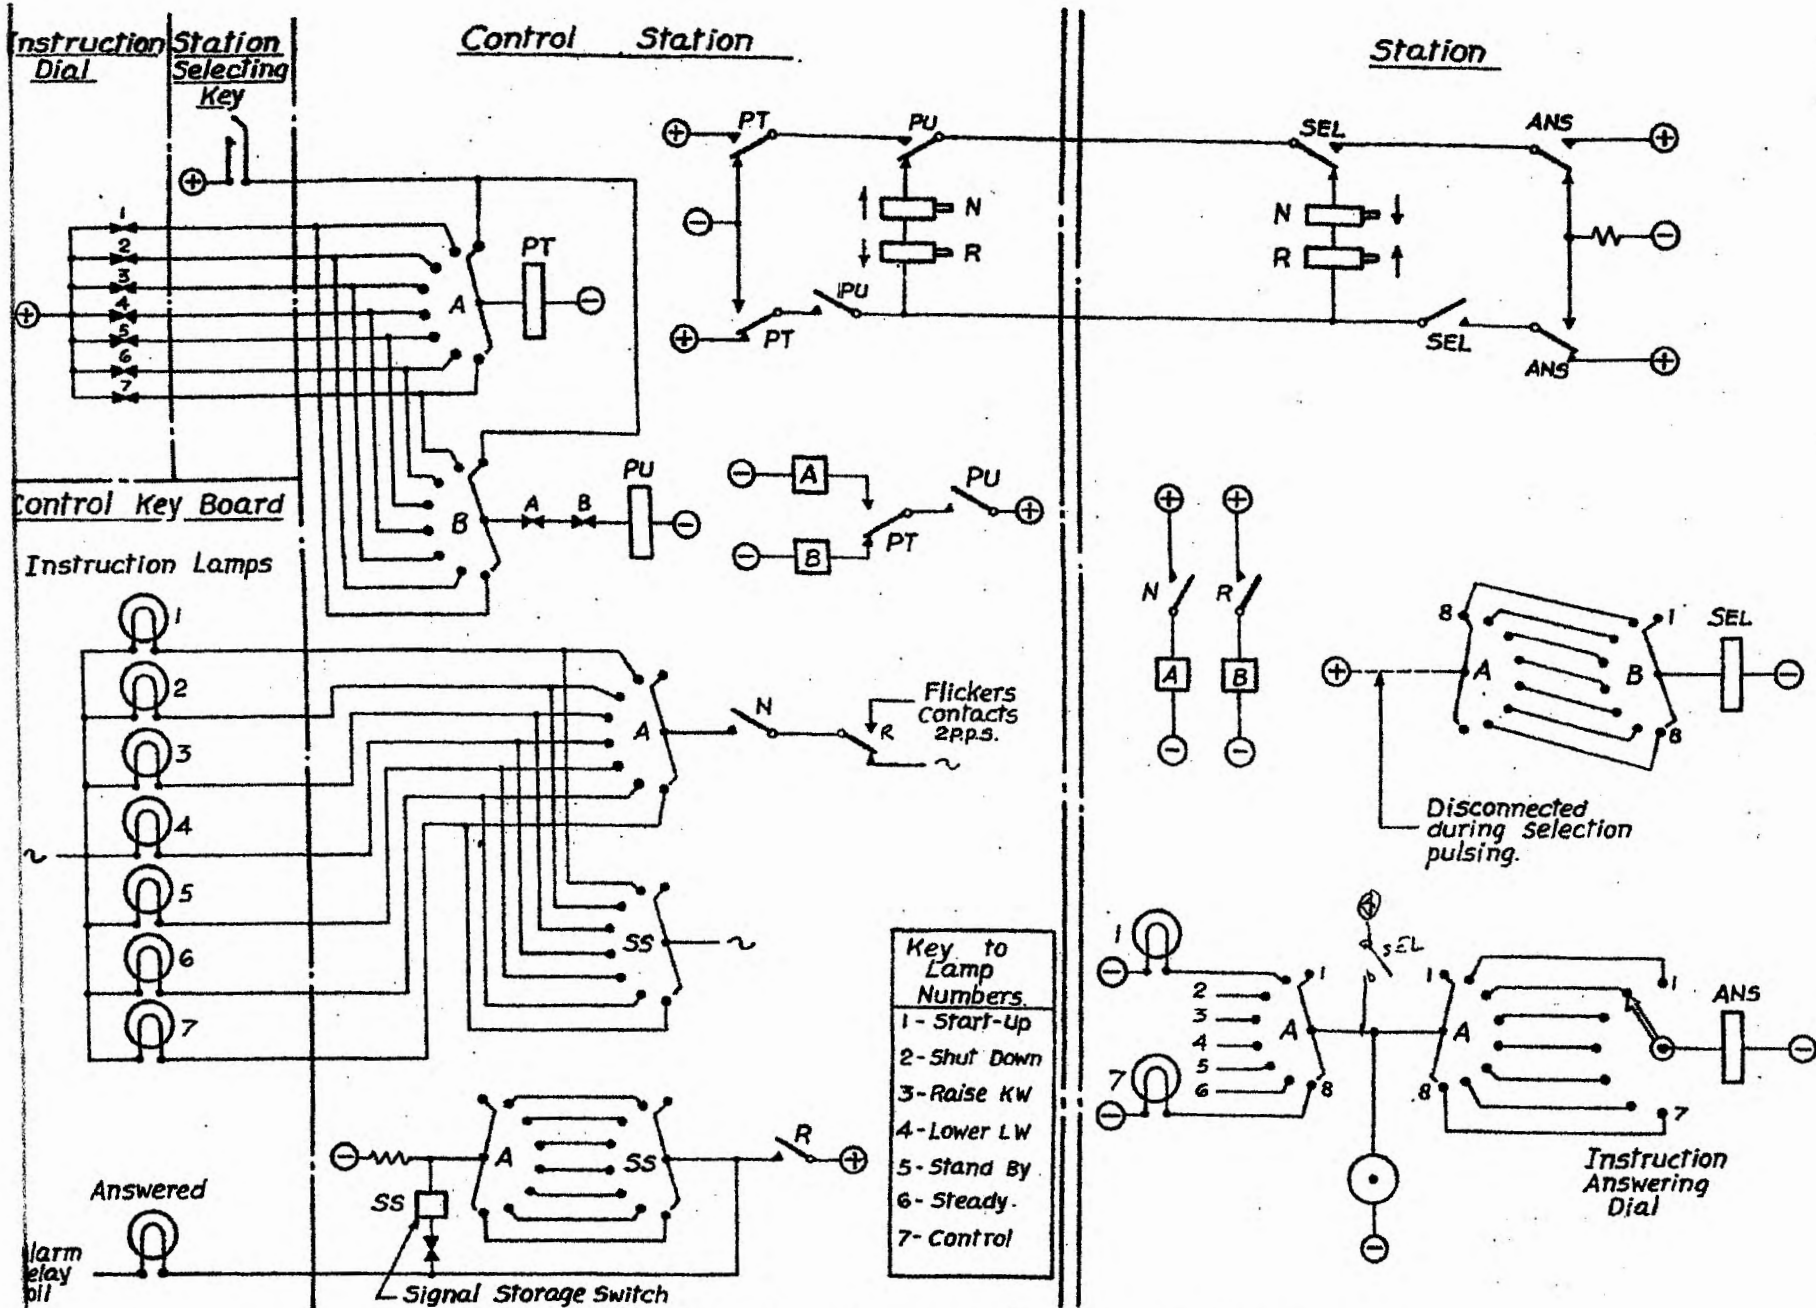 Instruction
Dial
Station
Selecting
Key
Control Station
Station
PT
PU
SEL
ANS
1
2
3
4
5
6
7
A
PT
N
R
PU
PT
N
R
SEL
ANS
Control Key Board
B
A
B
PU
A
B
PT
PU
N
R
A
B
8
A
B
1
8
SEL
Disconnected
during selection
pulsing.
Instruction Lamps
1
2
3
4
5
6
7
A
N
R
Flickers
Contacts
2P.P.S.
SS
Key to
Lamp
Numbers.
1 - Start-Up
2 - Shut Down
3 - Raise KW
4 - Lower LW
5 - Stand By
6 - Steady.
7 - Control
1
7
2
3
4
5
6
A
1
8
SEL
1
8
A
1
7
ANS
Instruction
Answering
Dial
A
SS
R
SS
Signal Storage Switch
Answered
larm
elay
oil